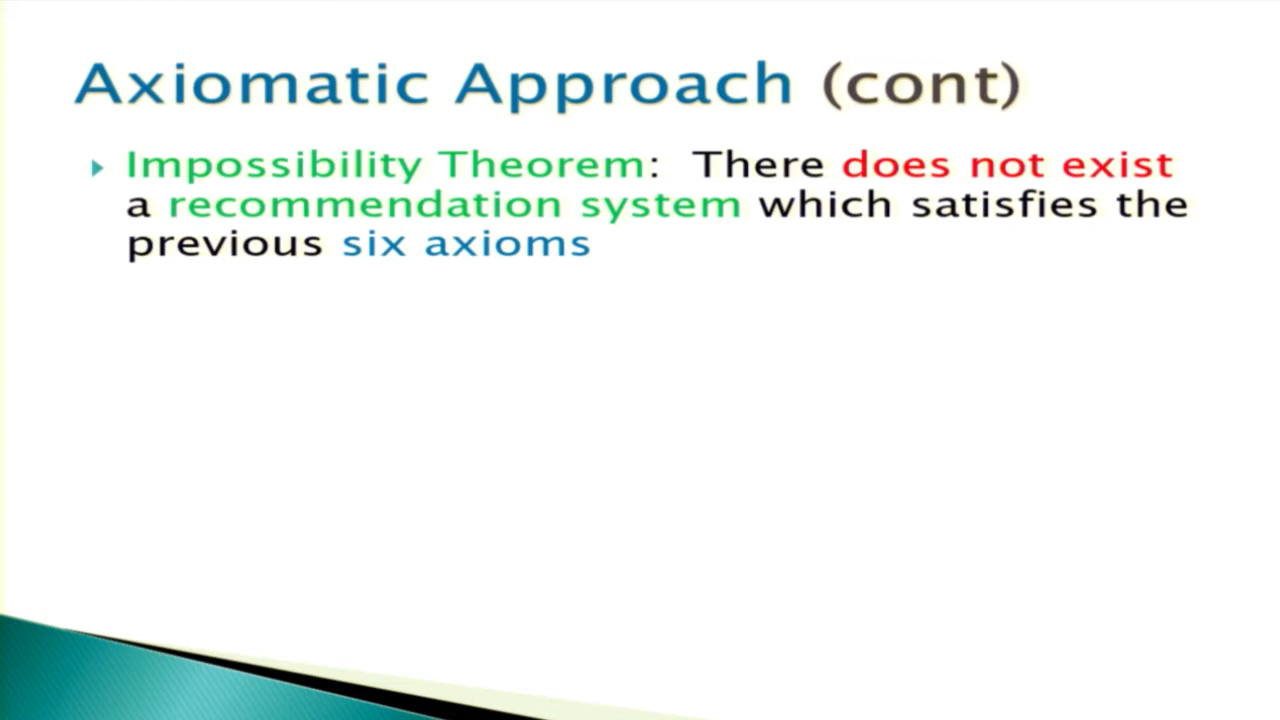 Axiomatic Approach (cont)
Impossibility Theorem: There does not exist
a recommendation system which satisfies the
previous six axioms